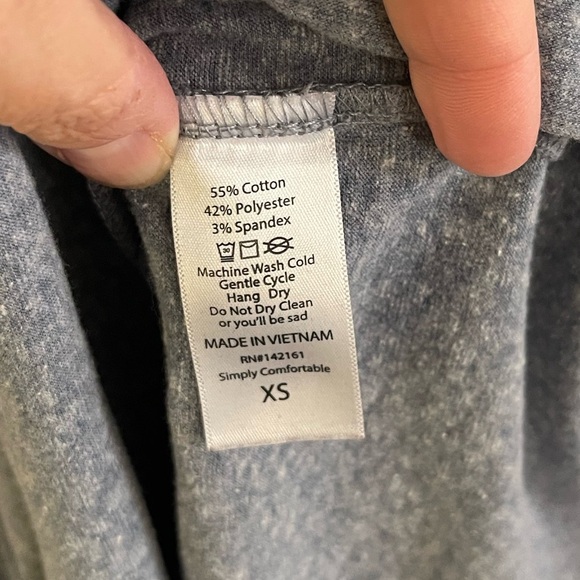 55% Cotton
42% Polyester
3% Spandex
30
Machine Wash Cold
Gentle Cycle
Hang Dry
Do Not Dry Clean
or you'll be sad
MADE IN VIETNAM
RN#142161
Simply Comfortable
XS